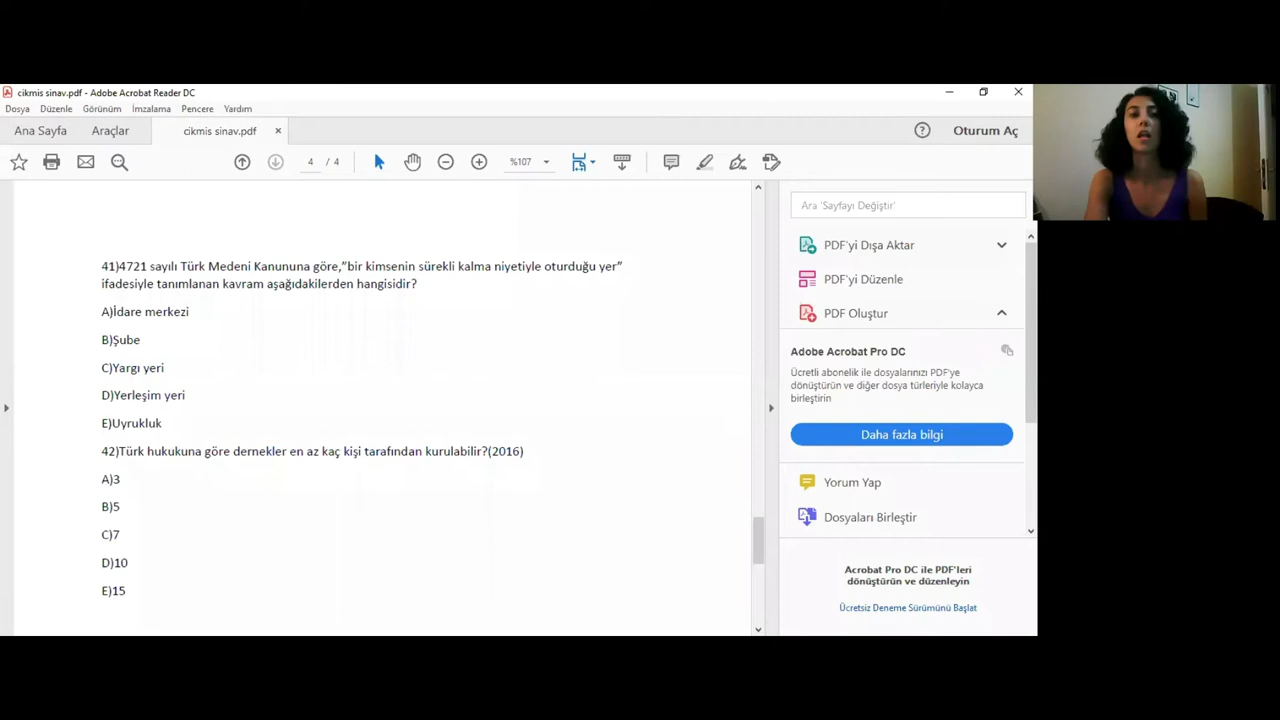 cikmis sinav.pdf - Adobe Acrobat Reader DC
Dosya Düzenle Görünüm İmzalama Pencere Yardım
Ana Sayfa Araçlar cikmis sinav.pdf × Oturum Aç
4 / 4 %107
Ara 'Sayfayı Değiştir'
PDF'yi Dışa Aktar
PDF'yi Düzenle
PDF Oluştur
Adobe Acrobat Pro DC
Ücretli abonelik ile dosyalarınızı PDF'ye
dönüştürün ve diğer dosya türleriyle kolayca
birleştirin
Daha fazla bilgi
Yorum Yap
Dosyaları Birleştir
Acrobat Pro DC ile PDF'leri
dönüştürün ve düzenleyin
Ücretsiz Deneme Sürümünü Başlat
41)4721 sayılı Türk Medeni Kanununa göre,"bir kimsenin sürekli kalma niyetiyle oturduğu yer"
ifadesiyle tanımlanan kavram aşağıdakilerden hangisidir?
A)İdare merkezi
B)Şube
C)Yargı yeri
D)Yerleşim yeri
E)Uyrukluk
42)Türk hukukuna göre dernekler en az kaç kişi tarafından kurulabilir?(2016)
A)3
B)5
C)7
D)10
E)15